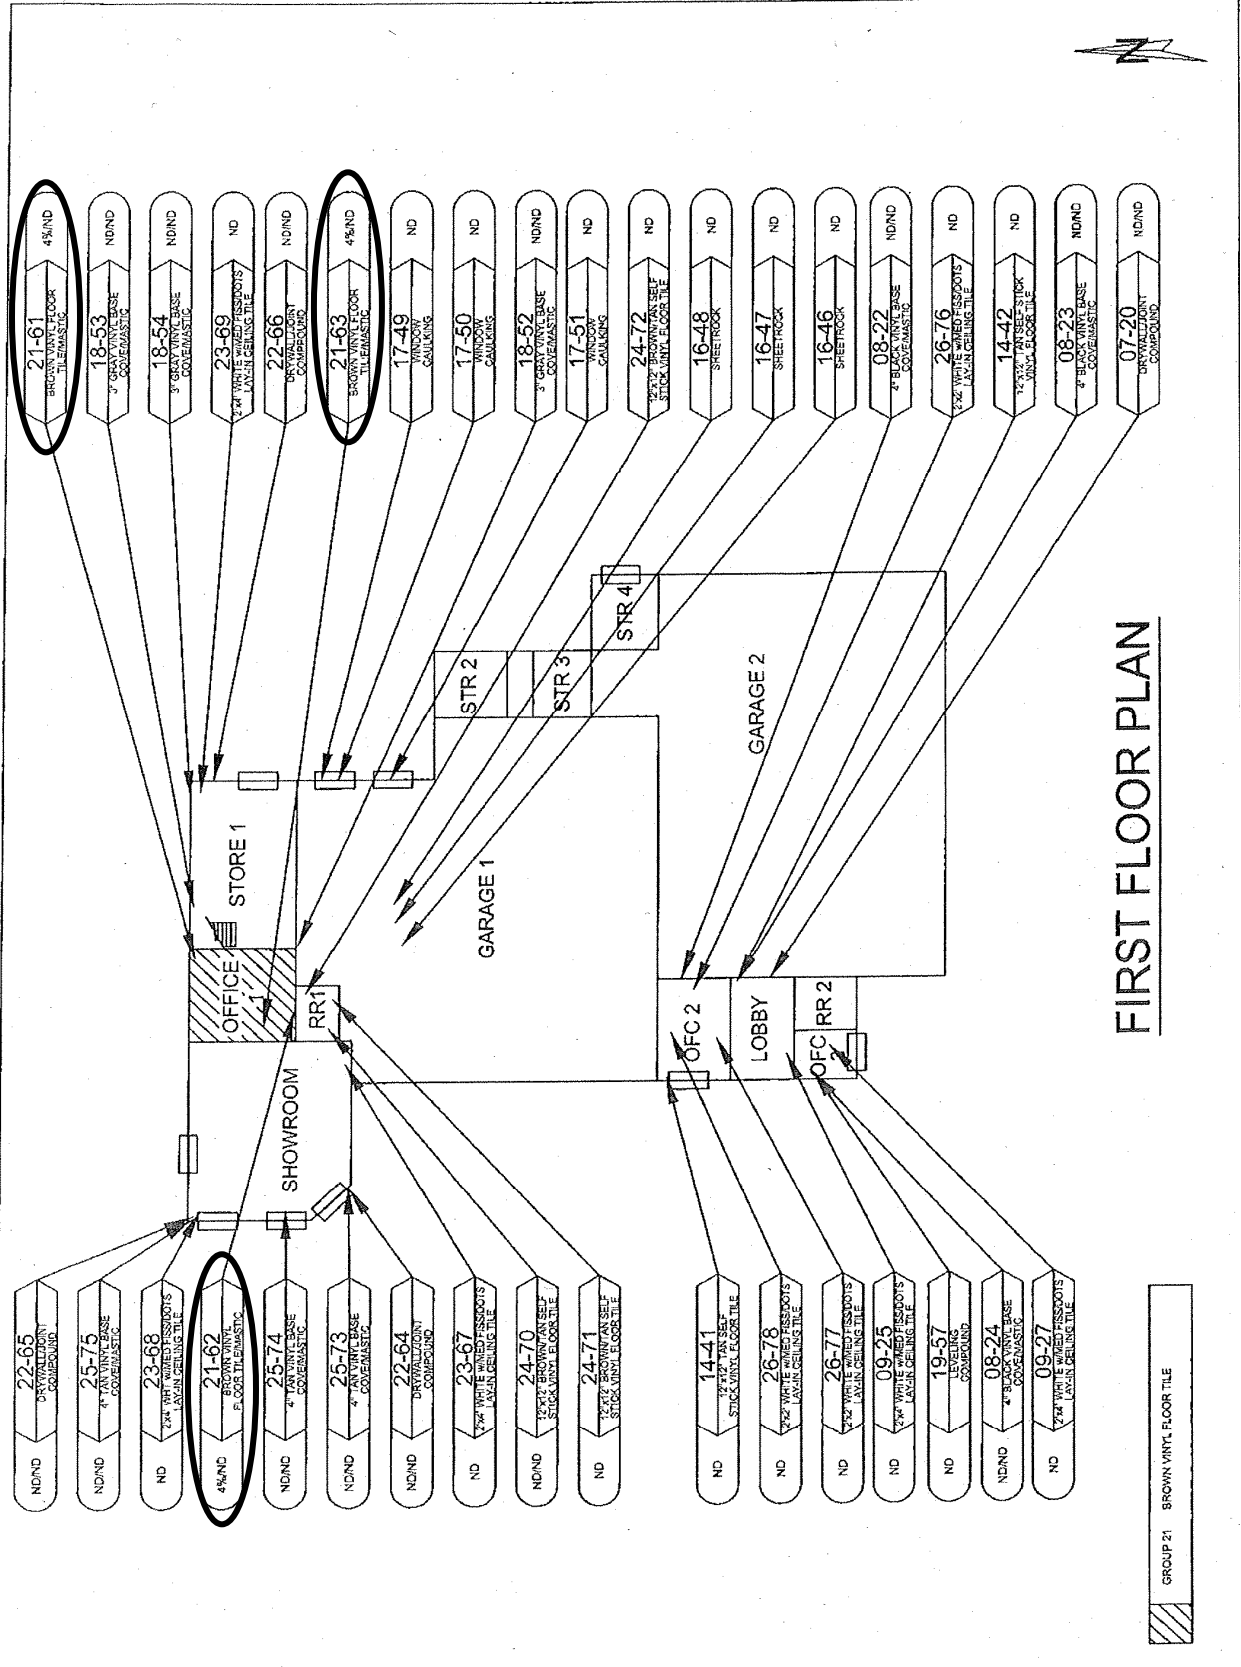 21-61
BROWN VINYL FLOOR
TILE/MASTIC
4%/ND
18-53
3" GRAY VINYL BASE
COVE/MASTIC
ND/ND
18-54
3" GRAY VINYL BASE
COVE/MASTIC
ND/ND
23-69
2'x4' WHITE W/MED FISS/DOTS
LAY-IN CEILING TILE
ND
22-66
DRYWALL/JOINT
COMPOUND
ND/ND
21-63
BROWN VINYL FLOOR
TILE/MASTIC
4%/ND
17-49
WINDOW
CAULKING
ND
17-50
WINDOW
CAULKING
ND
18-52
3" GRAY VINYL BASE
COVE/MASTIC
ND/ND
17-51
WINDOW
CAULKING
ND
24-72
12"x12" BROWN/TAN SELF
STICK VINYL FLOOR TILE
ND
16-48
SHEETROCK
ND
16-47
SHEETROCK
ND
16-46
SHEETROCK
ND
08-22
4" BLACK VINYL BASE
COVE/MASTIC
ND/ND
26-76
2'x2' WHITE W/MED FISS/DOTS
LAY-IN CEILING TILE
ND
14-42
12"x12" TAN SELF-STICK
VINYL FLOOR TILE
ND
08-23
4" BLACK VINYL BASE
COVE/MASTIC
ND/ND
07-20
DRYWALL/JOINT
COMPOUND
ND/ND
N
STORE 1
OFFICE
1
RR1
SHOWROOM
GARAGE 1
STR 2
STR 3
STR 4
GARAGE 2
OFC 2
LOBBY
OFC
RR 2
FIRST FLOOR PLAN
ND/ND
22-65
DRYWALL/JOINT
COMPOUND
ND/ND
25-75
4" TAN VINYL BASE
COVE/MASTIC
ND
23-68
2'x4' WHITE W/MED FISS/DOTS
LAY-IN CEILING TILE
4%/ND
21-62
BROWN VINYL
FLOOR TILE/MASTIC
ND/ND
25-74
4" TAN VINYL BASE
COVE/MASTIC
ND/ND
25-73
4" TAN VINYL BASE
COVE/MASTIC
ND/ND
22-64
DRYWALL/JOINT
COMPOUND
ND
23-67
2'x4' WHITE W/MED FISS/DOTS
LAY-IN CEILING TILE
ND/ND
24-70
12"x12" BROWN/TAN SELF
STICK VINYL FLOOR TILE
ND
24-71
12"x12" BROWN/TAN SELF
STICK VINYL FLOOR TILE
ND
14-41
12"x12" TAN SELF
STICK VINYL FLOOR TILE
ND
26-78
2'x2' WHITE W/MED FISS/DOTS
LAY-IN CEILING TILE
ND
26-77
2'x2' WHITE W/MED FISS/DOTS
LAY-IN CEILING TILE
ND
09-25
2'x4' WHITE W/MED FISS/DOTS
LAY-IN CEILING TILE
ND
19-57
LEVELING
COMPOUND
ND/ND
08-24
4" BLACK VINYL BASE
COVE/MASTIC
ND
09-27
2'x4' WHITE W/MED FISS/DOTS
LAY-IN CEILING TILE
GROUP 21 BROWN VINYL FLOOR TILE